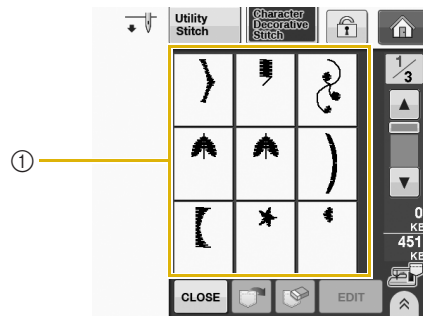 Utility
Stitch
Character
Decorative
Stitch
1/3
①
0
KB
451
KB
CLOSE
EDIT